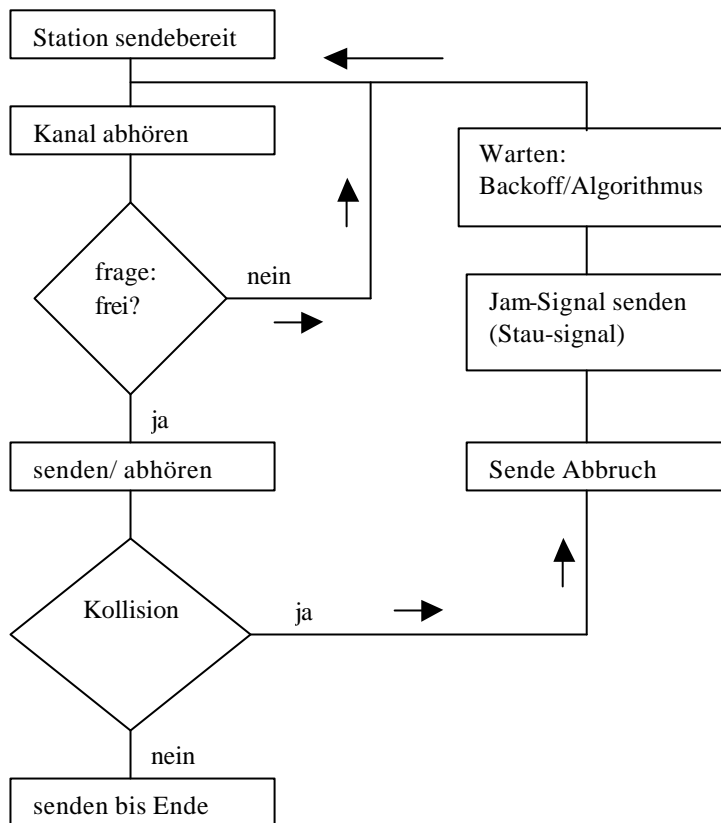 Station sendebereit
Kanal abhören
Warten:
Backoff/Algorithmus
frage:
frei?
nein
Jam-Signal senden
(Stau-signal)
ja
senden/ abhören
Sende Abbruch
Kollision
ja
nein
senden bis Ende